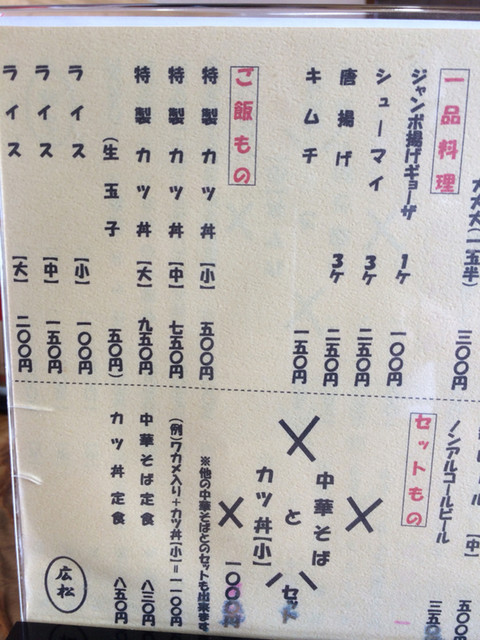 大大大(一五半) 三〇〇円
一品料理
ジャンボ揚げギョーザ 1ケ 一〇〇円
シューマイ 3ケ 二五〇円
唐揚げ 3ケ 二五〇円
キムチ 一五〇円
ご飯もの
特製カツ丼 【小】 五〇〇円
特製カツ丼 【中】 七五〇円
特製カツ丼 【大】 九五〇円
(生玉子 五〇円)
ライス 【小】 一〇〇円
ライス 【中】 一五〇円
ライス 【大】 二〇〇円
ビール (中) 五〇〇円
ノンアルコールビール 三五〇
セットもの
中華そば
と
カツ丼【小】
セット
※他の中華そばとのセットも出来ます
(例)ワカメ入り+カツ丼【小】=一一〇〇円
中華そば定食 八三〇円
カツ丼定食 八五〇円
広松